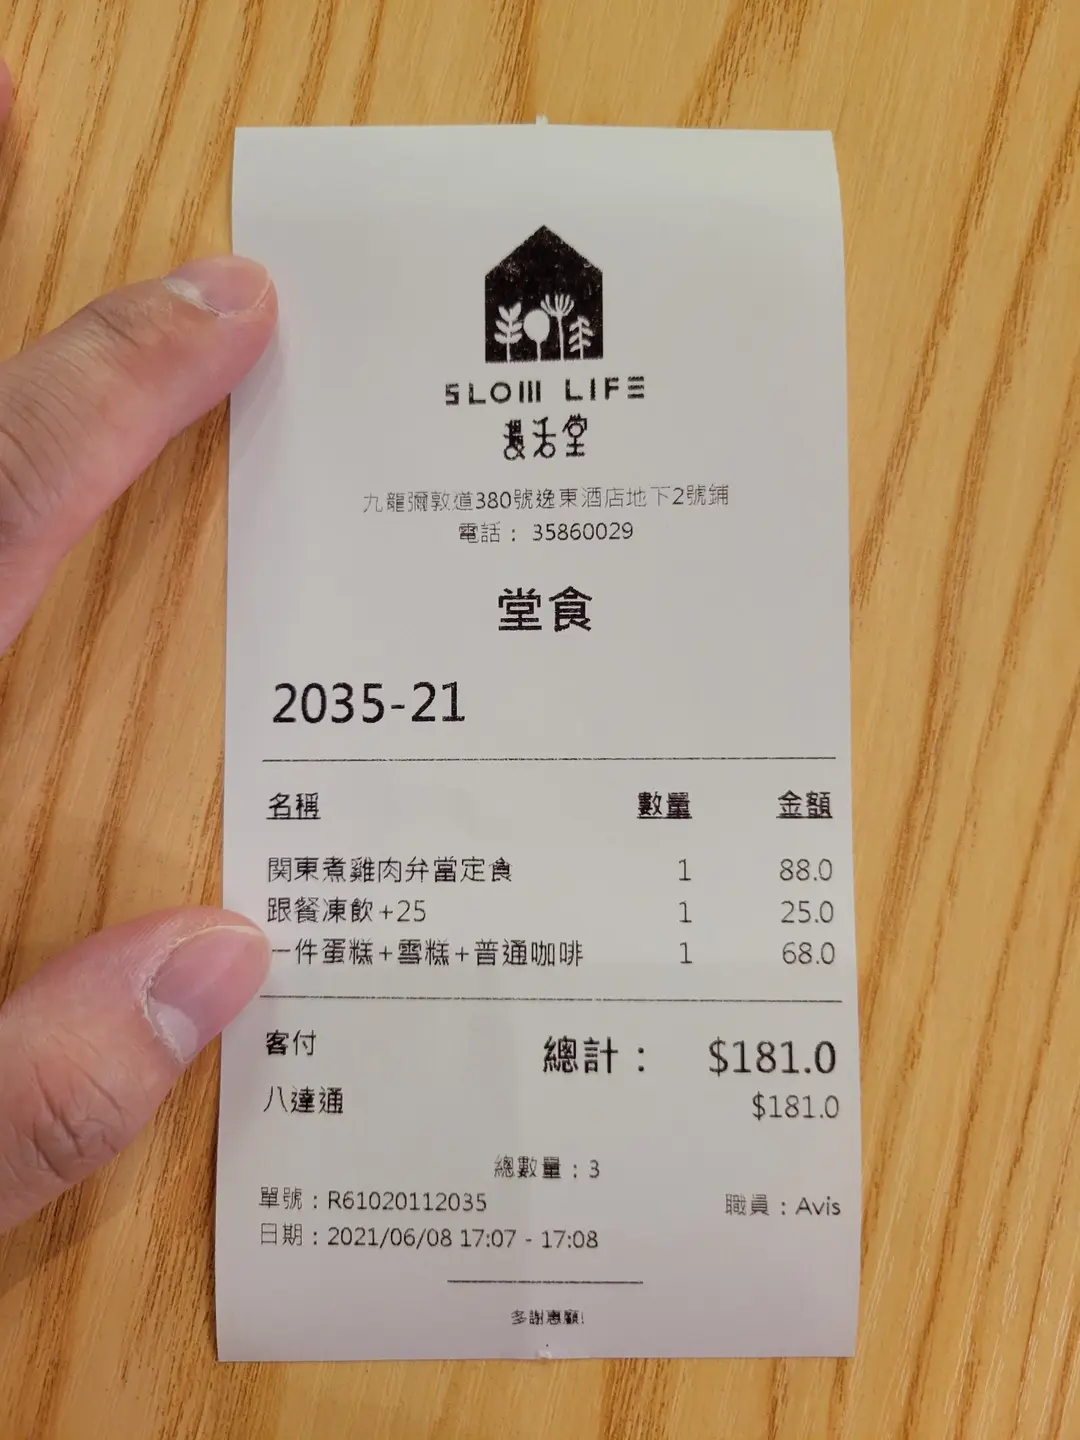 SLOW LIFE
慢活堂
九龍彌敦道380號逸東酒店地下2號鋪
電話： 35860029
堂食
2035-21
名稱 數量 金額
関東煮雞肉弁當定食 1 88.0
跟餐凍飲+25 1 25.0
一件蛋糕+雪糕+普通咖啡 1 68.0
客付 總計： $181.0
八達通 $181.0
總數量：3
單號：R61020112035 職員：Avis
日期：2021/06/08 17:07 - 17:08
多謝惠顧!